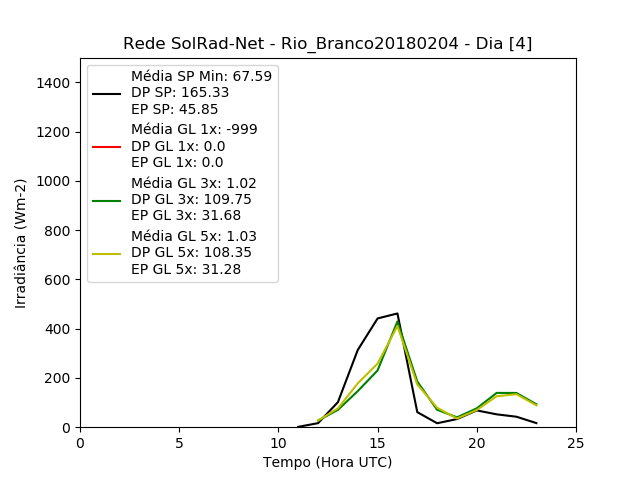 Rede SolRad-Net - Rio_Branco20180204 - Dia [4]
Média SP Min: 67.59
DP SP: 165.33
EP SP: 45.85
Média GL 1x: -999
DP GL 1x: 0.0
EP GL 1x: 0.0
Média GL 3x: 1.02
DP GL 3x: 109.75
EP GL 3x: 31.68
Média GL 5x: 1.03
DP GL 5x: 108.35
EP GL 5x: 31.28
Irradiância (Wm-2)
1400
1200
1000
800
600
400
200
0
0 5 10 15 20 25
Tempo (Hora UTC)